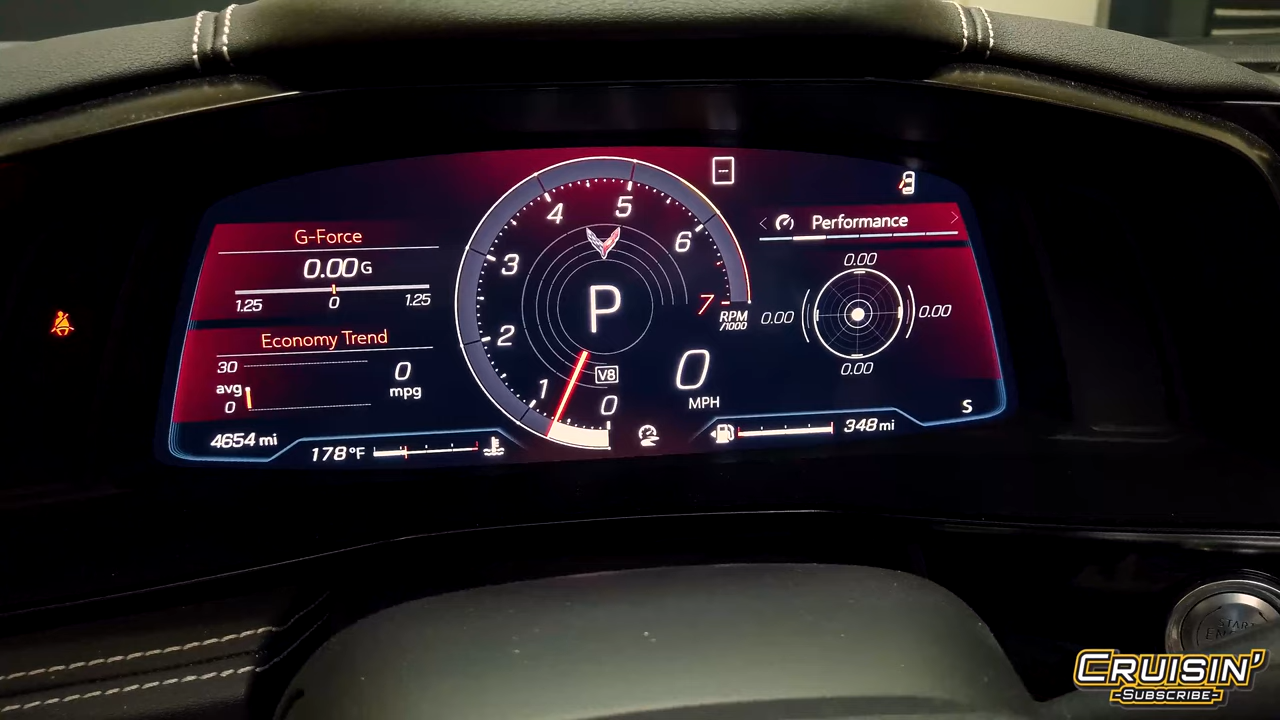 G-Force
0.00 G
1.25 0 1.25
Economy Trend
30
avg
0
0
mpg
4654 mi
178 °F
0
1
2
3
4
5
6
7
RPM
/1000
P
V8
0
MPH
< Performance >
0.00
0.00
0.00
0.00
348 mi
S
START
CRUISIN'
-SUBSCRIBE-